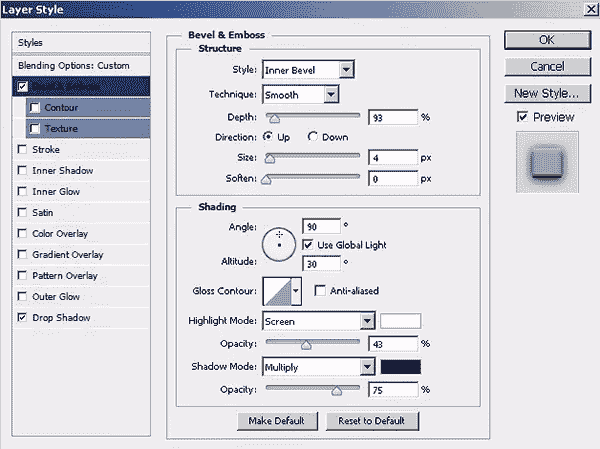 Layer Style
Styles
Blending Options: Custom
Bevel & Emboss
Contour
Texture
Stroke
Inner Shadow
Inner Glow
Satin
Color Overlay
Gradient Overlay
Pattern Overlay
Outer Glow
Drop Shadow
Bevel & Emboss
Structure
Style: Inner Bevel
Technique: Smooth
Depth: 93 %
Direction: Up Down
Size: 4 px
Soften: 0 px
Shading
Angle: 90 °
Use Global Light
Altitude: 30 °
Gloss Contour: Anti-aliased
Highlight Mode: Screen
Opacity: 43 %
Shadow Mode: Multiply
Opacity: 75 %
Make Default Reset to Default
OK
Cancel
New Style...
Preview